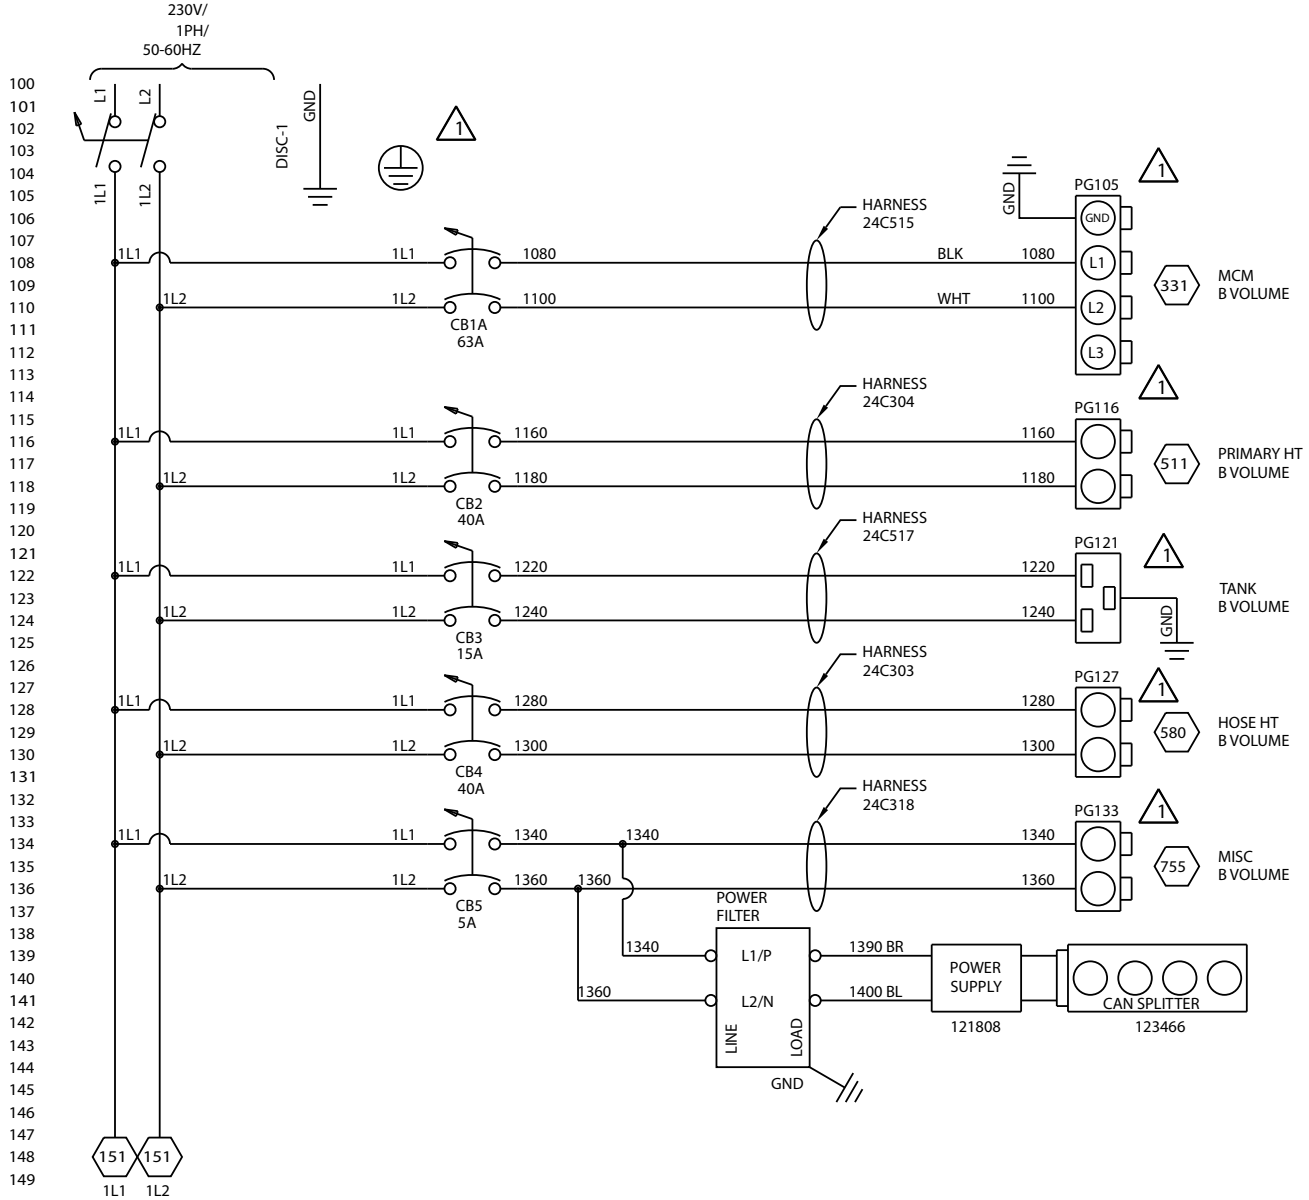 230V/
1PH/
50-60HZ
100
101
102
103
104
105
106
107
108
109
110
111
112
113
114
115
116
117
118
119
120
121
122
123
124
125
126
127
128
129
130
131
132
133
134
135
136
137
138
139
140
141
142
143
144
145
146
147
148
149
L1
L2
DISC-1
GND
1
1L1
1L2
GND
PG105
1
HARNESS
24C515
GND
1L1
1L1
1080
BLK
1080
L1
331
MCM
B VOLUME
1L2
1L2
1100
WHT
1100
L2
CB1A
63A
L3
HARNESS
24C304
PG116
1
1L1
1L1
1160
1160
511
PRIMARY HT
B VOLUME
1L2
1L2
1180
1180
CB2
40A
HARNESS
24C517
PG121
1
1L1
1L1
1220
1220
TANK
B VOLUME
1L2
1L2
1240
1240
GND
CB3
15A
HARNESS
24C303
PG127
1
1L1
1L1
1280
1280
580
HOSE HT
B VOLUME
1L2
1L2
1300
1300
CB4
40A
HARNESS
24C318
PG133
1
1L1
1L1
1340
1340
1340
755
MISC
B VOLUME
1L2
1L2
1360
1360
1360
CB5
5A
POWER
FILTER
1340
L1/P
1390 BR
POWER
SUPPLY
1360
L2/N
1400 BL
CAN SPLITTER
LINE
LOAD
121808
123466
GND
151
151
1L1
1L2